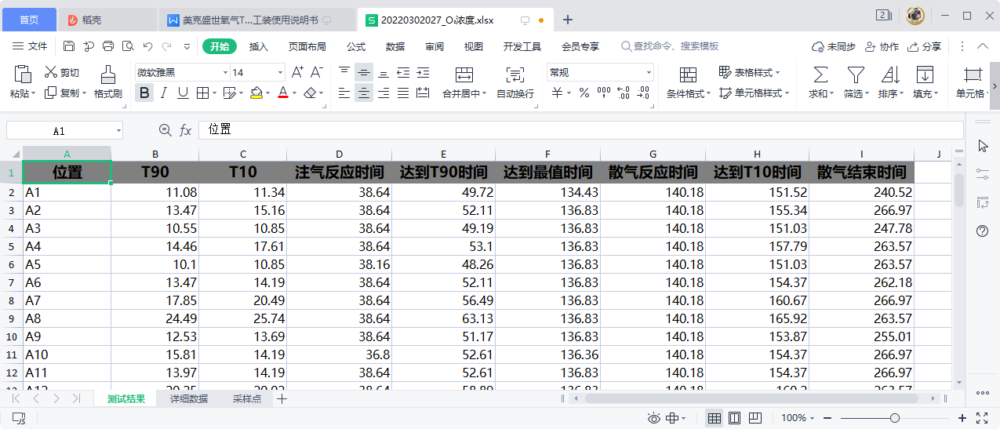 首页 稻壳 美克盛世氧气T...工装使用说明书 20220302027_O₂浓度.xlsx
文件 开始 插入 页面布局 公式 数据 审阅 视图 开发工具 会员专享 查找命令、搜索模板 未同步 协作 分享
粘贴 剪切 复制 格式刷 微软雅黑 14 A⁺ A⁻ B I U A 合并居中 自动换行 常规 ¥ % 条件格式 表格样式 单元格样式 求和 筛选 排序 填充 单元格
A1 fx 位置
A B C D E F G H I J
1 位置 T90 T10 注气反应时间 达到T90时间 达到最值时间 散气反应时间 达到T10时间 散气结束时间
2 A1 11.08 11.34 38.64 49.72 134.43 140.18 151.52 240.52
3 A2 13.47 15.16 38.64 52.11 136.83 140.18 155.34 266.97
4 A3 10.55 10.85 38.64 49.19 136.83 140.18 151.03 247.78
5 A4 14.46 17.61 38.64 53.1 136.83 140.18 157.79 263.57
6 A5 10.1 10.85 38.16 48.26 136.83 140.18 151.03 263.57
7 A6 13.47 14.19 38.64 52.11 136.83 140.18 154.37 262.18
8 A7 17.85 20.49 38.64 56.49 136.83 140.18 160.67 266.97
9 A8 24.49 25.74 38.64 63.13 136.83 140.18 165.92 263.57
10 A9 12.53 13.69 38.64 51.17 136.83 140.18 153.87 255.01
11 A10 15.81 14.19 36.8 52.61 136.36 140.18 154.37 266.97
12 A11 13.97 14.19 38.64 52.61 136.83 140.18 154.37 266.97
测试结果 详细数据 采样点
100%